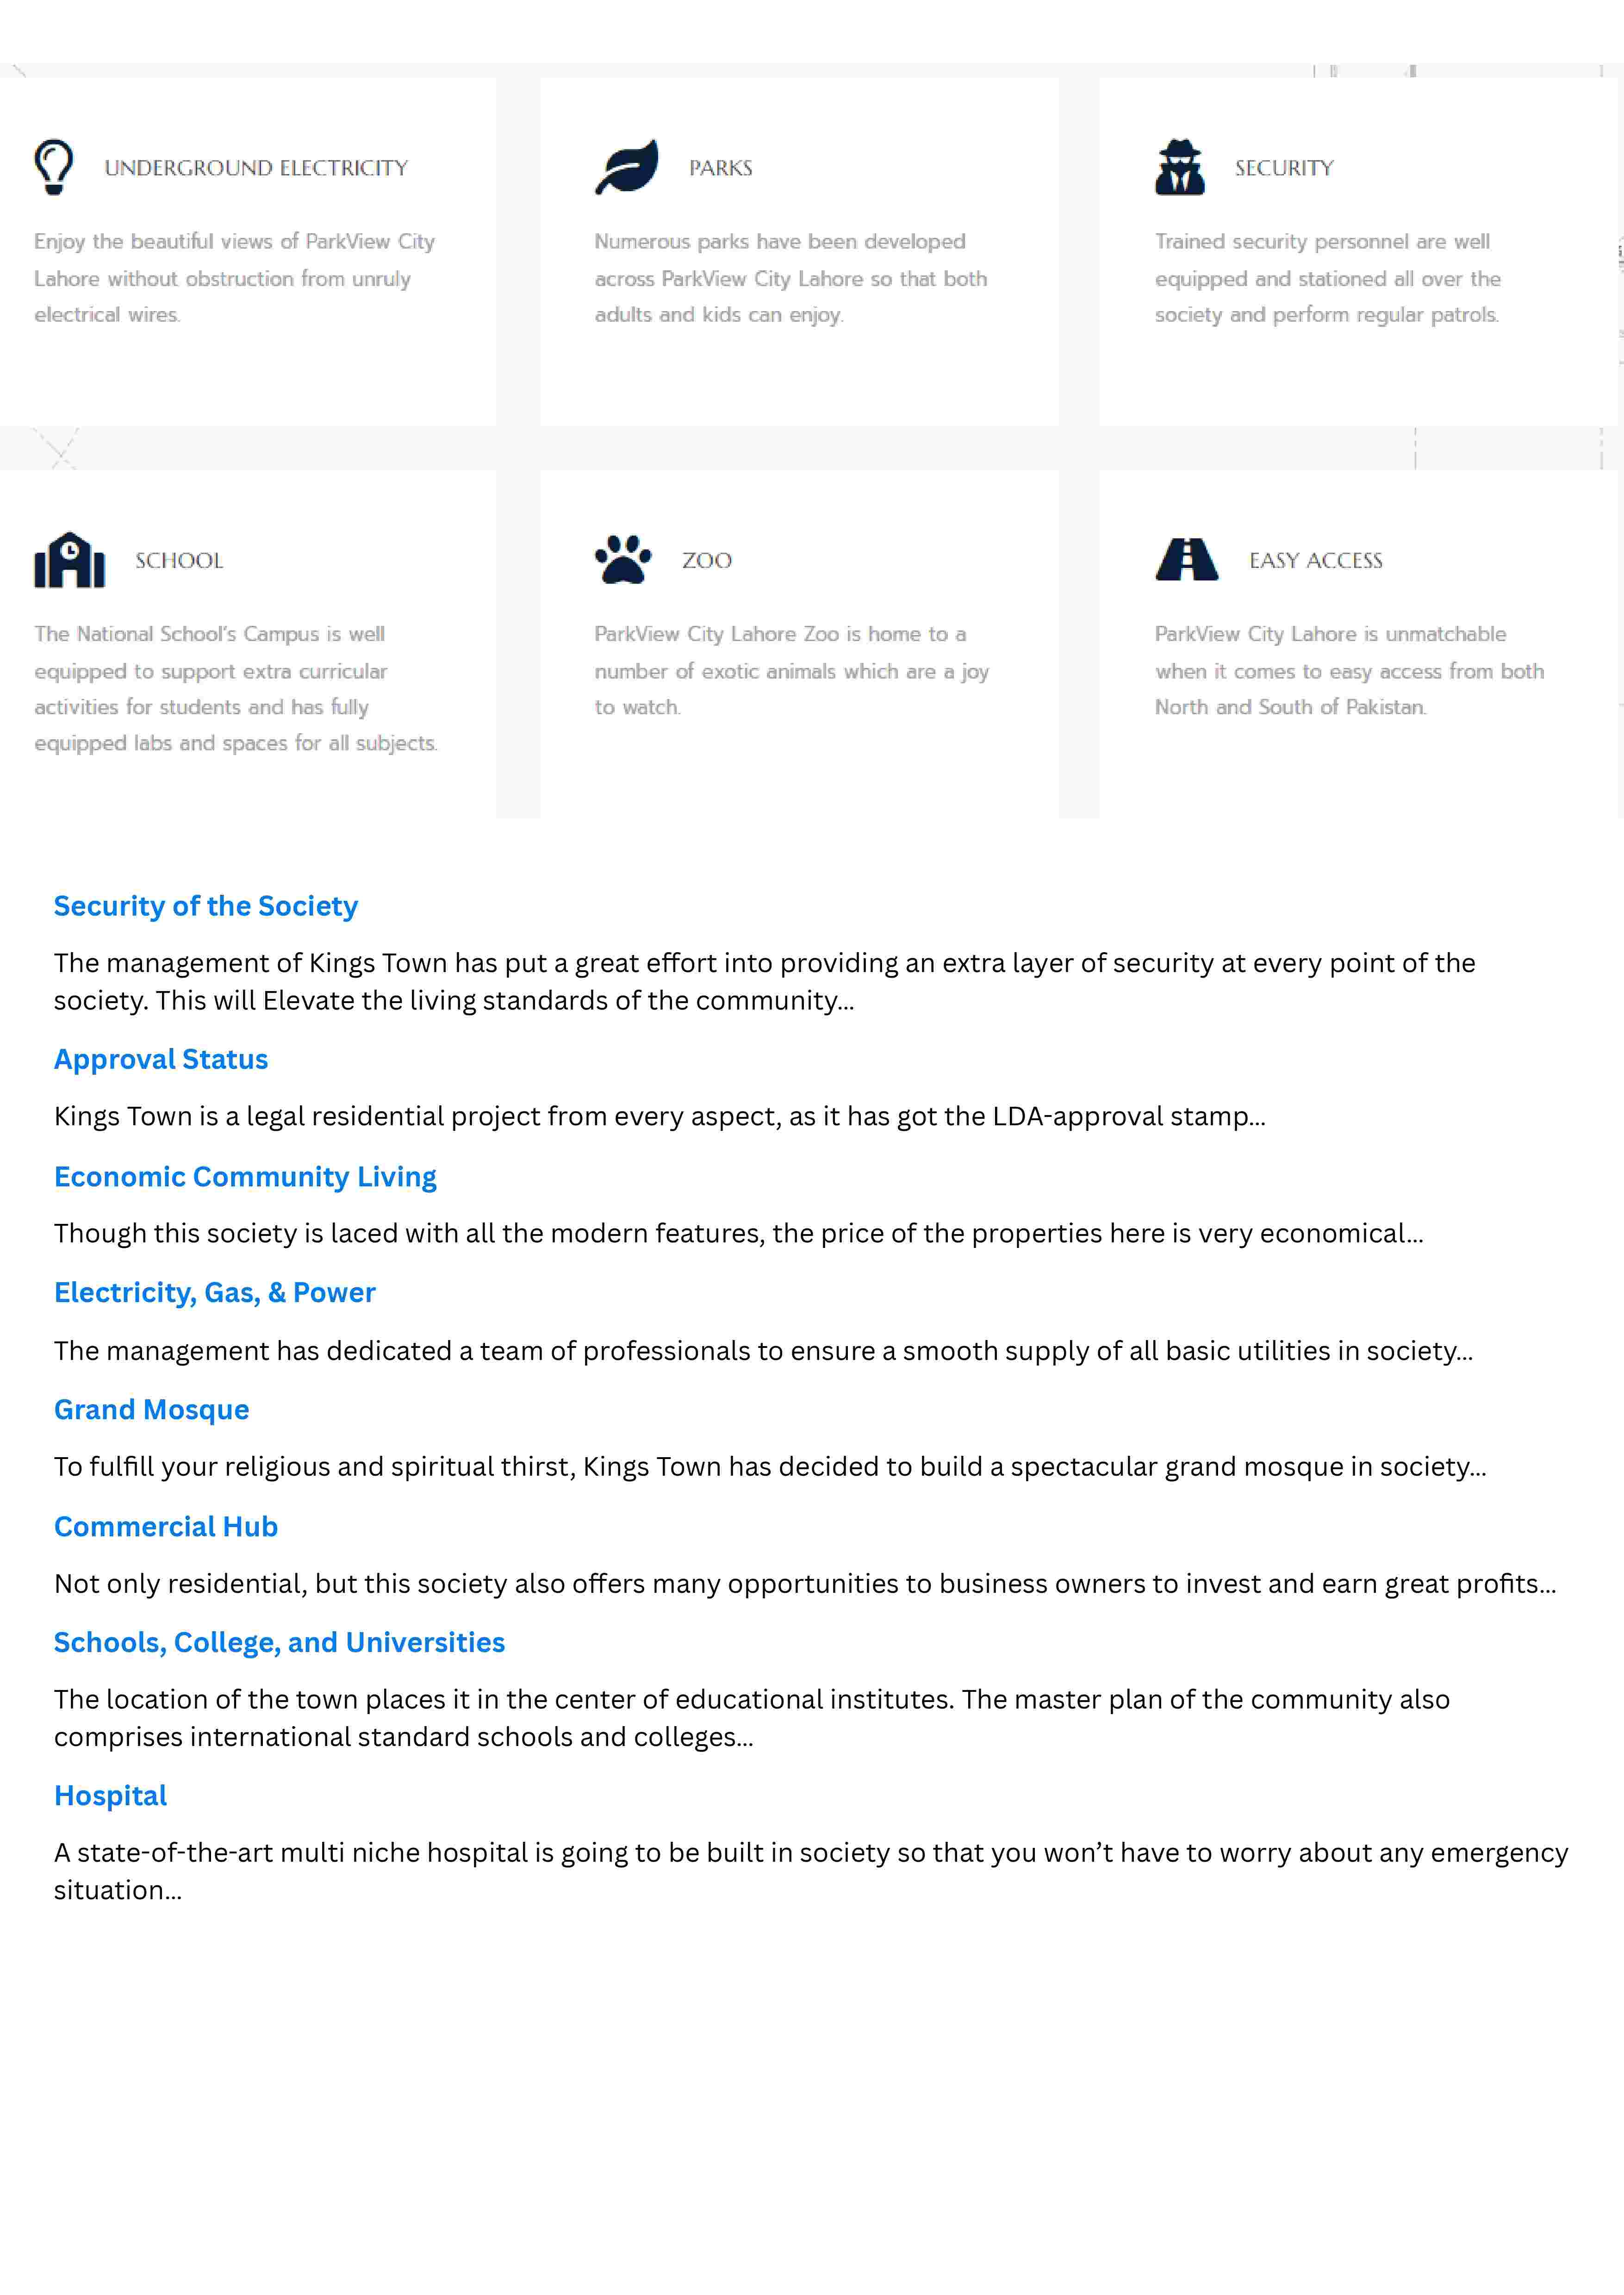 UNDERGROUND ELECTRICITY
Enjoy the beautiful views of ParkView City
Lahore without obstruction from unruly
electrical wires.
PARKS
Numerous parks have been developed
across ParkView City Lahore so that both
adults and kids can enjoy.
SECURITY
Trained security personnel are well
equipped and stationed all over the
society and perform regular patrols.
SCHOOL
The National School's Campus is well
equipped to support extra curricular
activities for students and has fully
equipped labs and spaces for all subjects.
ZOO
ParkView City Lahore Zoo is home to a
number of exotic animals which are a joy
to watch.
EASY ACCESS
ParkView City Lahore is unmatchable
when it comes to easy access from both
North and South of Pakistan.
Security of the Society
The management of Kings Town has put a great effort into providing an extra layer of security at every point of the
society. This will Elevate the living standards of the community...
Approval Status
Kings Town is a legal residential project from every aspect, as it has got the LDA-approval stamp...
Economic Community Living
Though this society is laced with all the modern features, the price of the properties here is very economical...
Electricity, Gas, & Power
The management has dedicated a team of professionals to ensure a smooth supply of all basic utilities in society...
Grand Mosque
To fulfill your religious and spiritual thirst, Kings Town has decided to build a spectacular grand mosque in society...
Commercial Hub
Not only residential, but this society also offers many opportunities to business owners to invest and earn great profits...
Schools, College, and Universities
The location of the town places it in the center of educational institutes. The master plan of the community also
comprises international standard schools and colleges...
Hospital
A state-of-the-art multi niche hospital is going to be built in society so that you won’t have to worry about any emergency
situation...